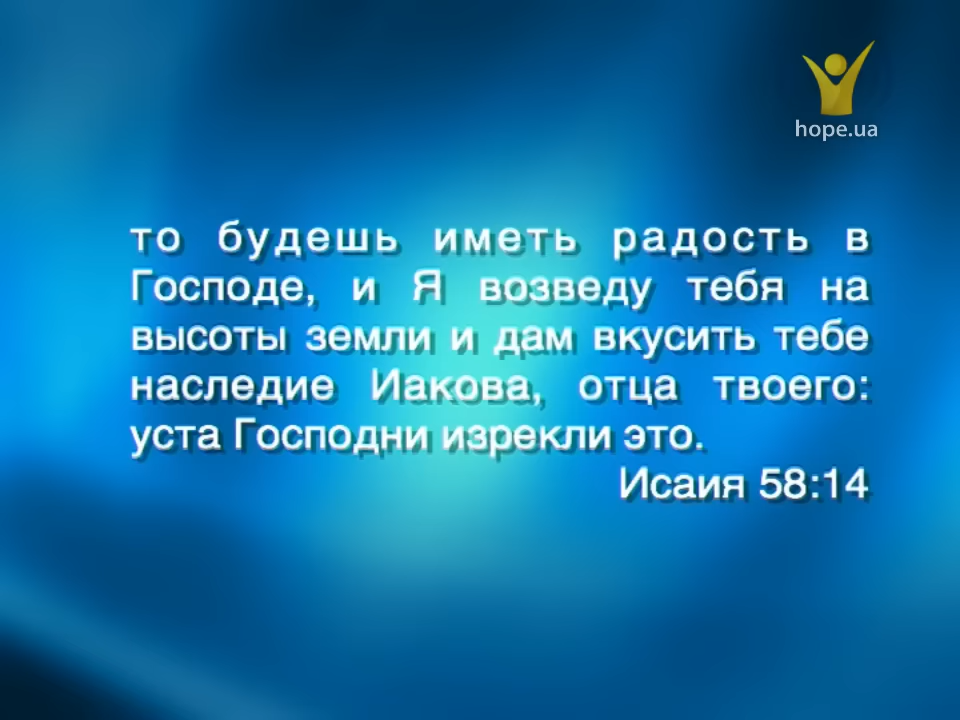 hope.ua
то будешь иметь радость в
Господе, и Я возведу тебя на
высоты земли и дам вкусить тебе
наследие Иакова, отца твоего:
уста Господни изрекли это.
Исаия 58:14